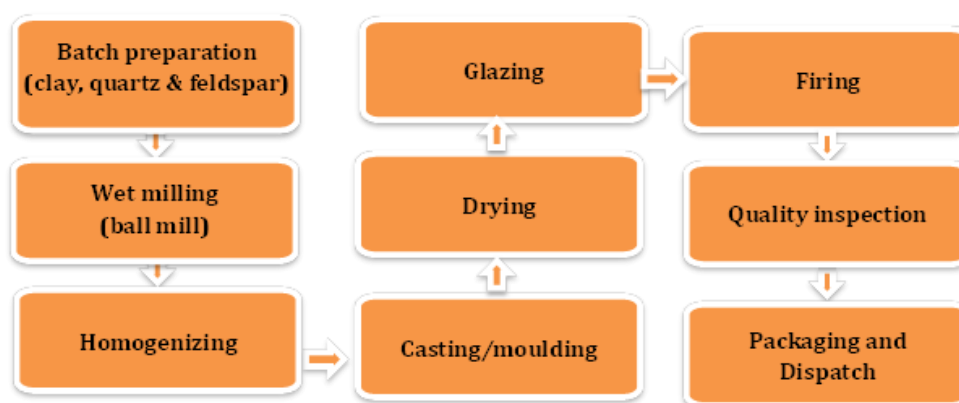 Batch preparation
(clay, quartz & feldspar)
Wet milling
(ball mill)
Homogenizing
Casting/moulding
Drying
Glazing
Firing
Quality inspection
Packaging and
Dispatch